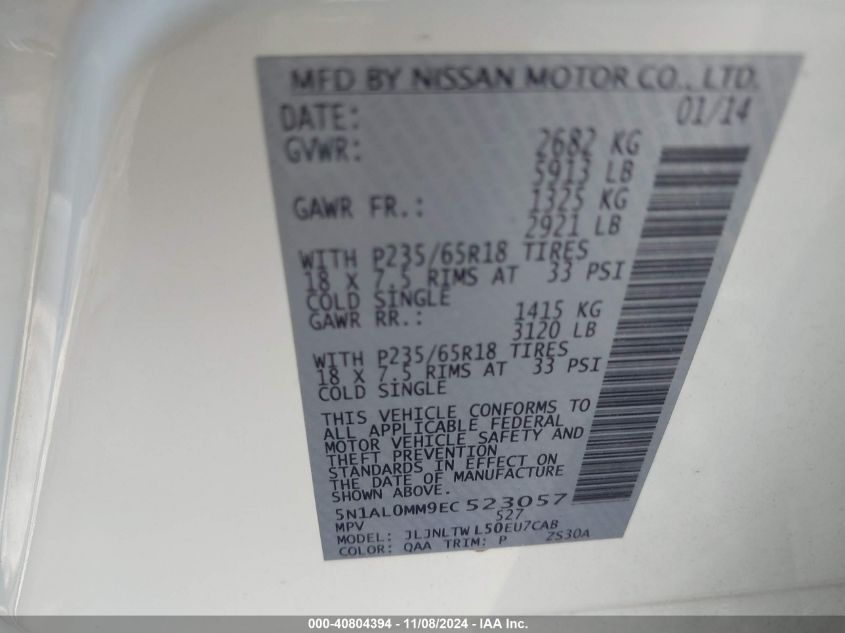 MFD BY NISSAN MOTOR CO., LTD.
DATE: 01/14
GVWR: 2682 KG
5913 LB
GAWR FR.: 1325 KG
2921 LB
WITH P235/65R18 TIRES
18 X 7.5 RIMS AT 33 PSI
COLD SINGLE
GAWR RR.: 1415 KG
3120 LB
WITH P235/65R18 TIRES
18 X 7.5 RIMS AT 33 PSI
COLD SINGLE
THIS VEHICLE CONFORMS TO
ALL APPLICABLE FEDERAL
MOTOR VEHICLE SAFETY AND
THEFT PREVENTION
STANDARDS IN EFFECT ON
THE DATE OF MANUFACTURE
SHOWN ABOVE.
5N1AL0MM9EC523057
MPV 527
MODEL: JLJNLTWL50EU7CAB
COLOR: QAA TRIM: P ZS30A
000-40804394 - 11/08/2024 - IAA Inc.